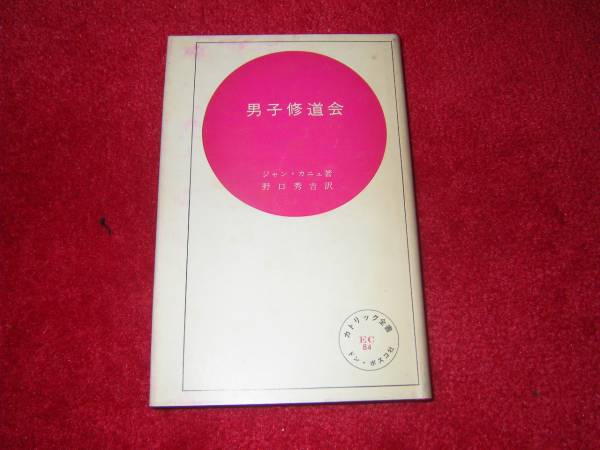 男子修道会
ジャン・カニュ著
野口秀吉訳
カトリック全書
EC
84
ドン・ボスコ社